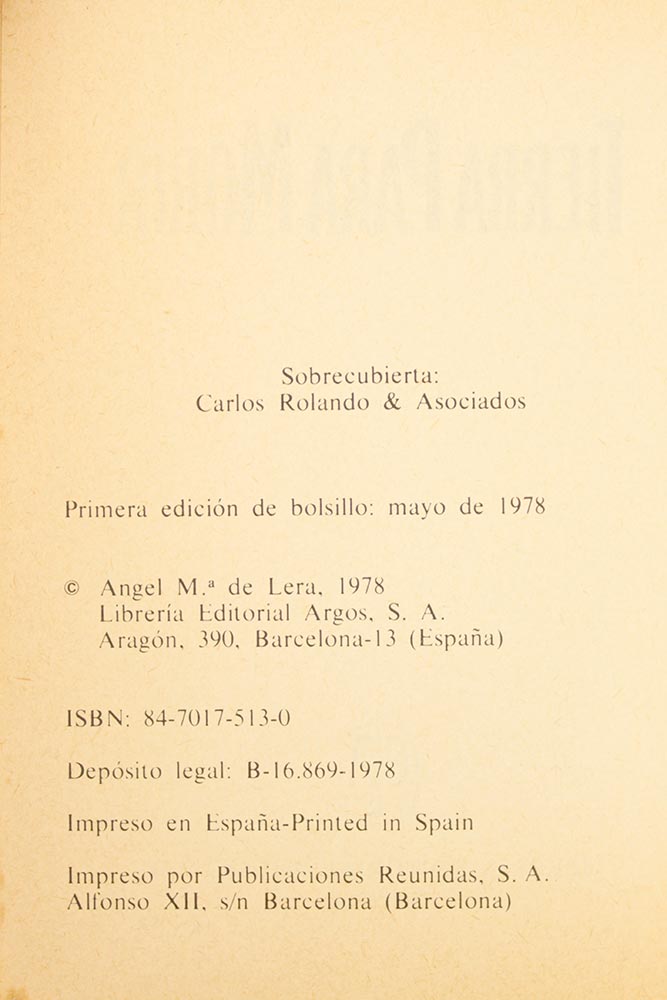 Sobrecubierta:
Carlos Rolando & Asociados
Primera edición de bolsillo: mayo de 1978
© Angel M.ª de Lera, 1978
Librería Editorial Argos, S. A.
Aragón, 390, Barcelona-13 (España)
ISBN: 84-7017-513-0
Depósito legal: B-16.869-1978
Impreso en España-Printed in Spain
Impreso por Publicaciones Reunidas, S. A.
Alfonso XII, s/n Barcelona (Barcelona)